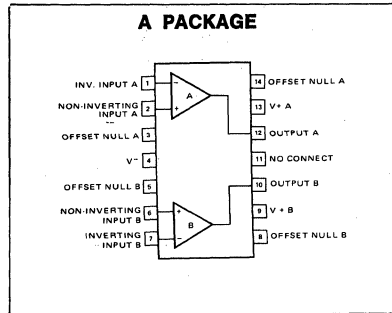 A PACKAGE
INV. INPUT A 1
NON-INVERTING INPUT A 2
OFFSET NULL A 3
V- 4
OFFSET NULL B 5
NON-INVERTING INPUT B 6
INVERTING INPUT B 7
- A +
+ B -
14 OFFSET NULL A
13 V+ A
12 OUTPUT A
11 NO CONNECT
10 OUTPUT B
9 V + B
8 OFFSET NULL B